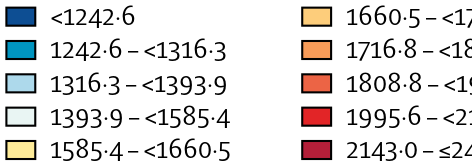 <1242·6
1242·6 – <1316·3
1316·3 – <1393·9
1393·9 – <1585·4
1585·4 – <1660·5
1660·5 – <17
1716·8 – <18
1808·8 – <19
1995·6 – <21
2143·0 – ≤24